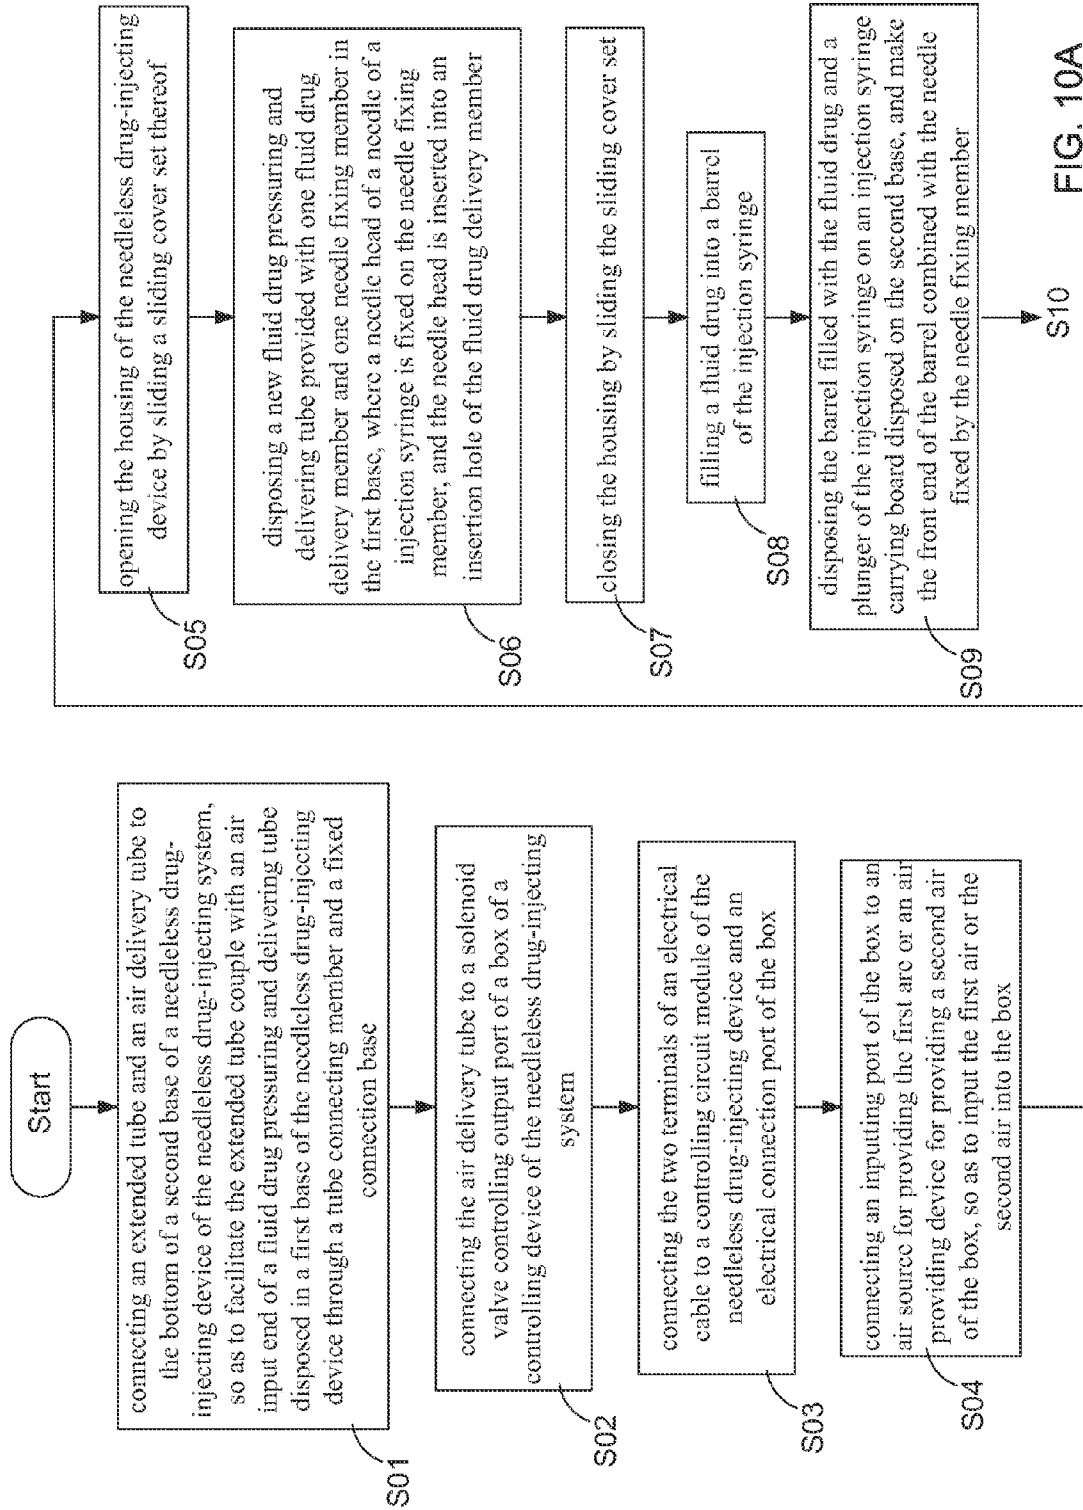 Start
connecting an extended tube and an air delivery tube to
the bottom of a second base of a needleless drug-
injecting device of the needleless drug-injecting system,
so as to facilitate the extended tube couple with an air
input end of a fluid drug pressuring and delivering tube
disposed in a first base of the needleless drug-injecting
device through a tube connecting member and a fixed
connection base
S01
connecting the air delivery tube to a solenoid
valve controlling output port of a box of a
controlling device of the needleless drug-injecting
system
S02
connecting the two terminals of an electrical
cable to a controlling circuit module of the
needleless drug-injecting device and an
electrical connection port of the box
S03
connecting an inputing port of the box to an
air source for providing the first arc or an air
providing device for providing a second air
of the box, so as to input the first air or the
second air into the box
S04
opening the housing of the needleless drug-injecting
device by sliding a sliding cover set thereof
S05
disposing a new fluid drug pressuring and
delivering tube provided with one fluid drug
delivery member and one needle fixing member in
the first base, where a needle head of a needle of a
injection syringe is fixed on the needle fixing
member, and the needle head is inserted into an
insertion hole of the fluid drug delivery member
S06
closing the housing by sliding the sliding cover set
S07
filling a fluid drug into a barrel
of the injection syringe
S08
disposing the barrel filled with the fluid drug and a
plunger of the injection syringe on an injection syringe
carrying board disposed on the second base, and make
the front end of the barrel combined with the needle
fixed by the needle fixing member
S09
S10
FIG. 10A